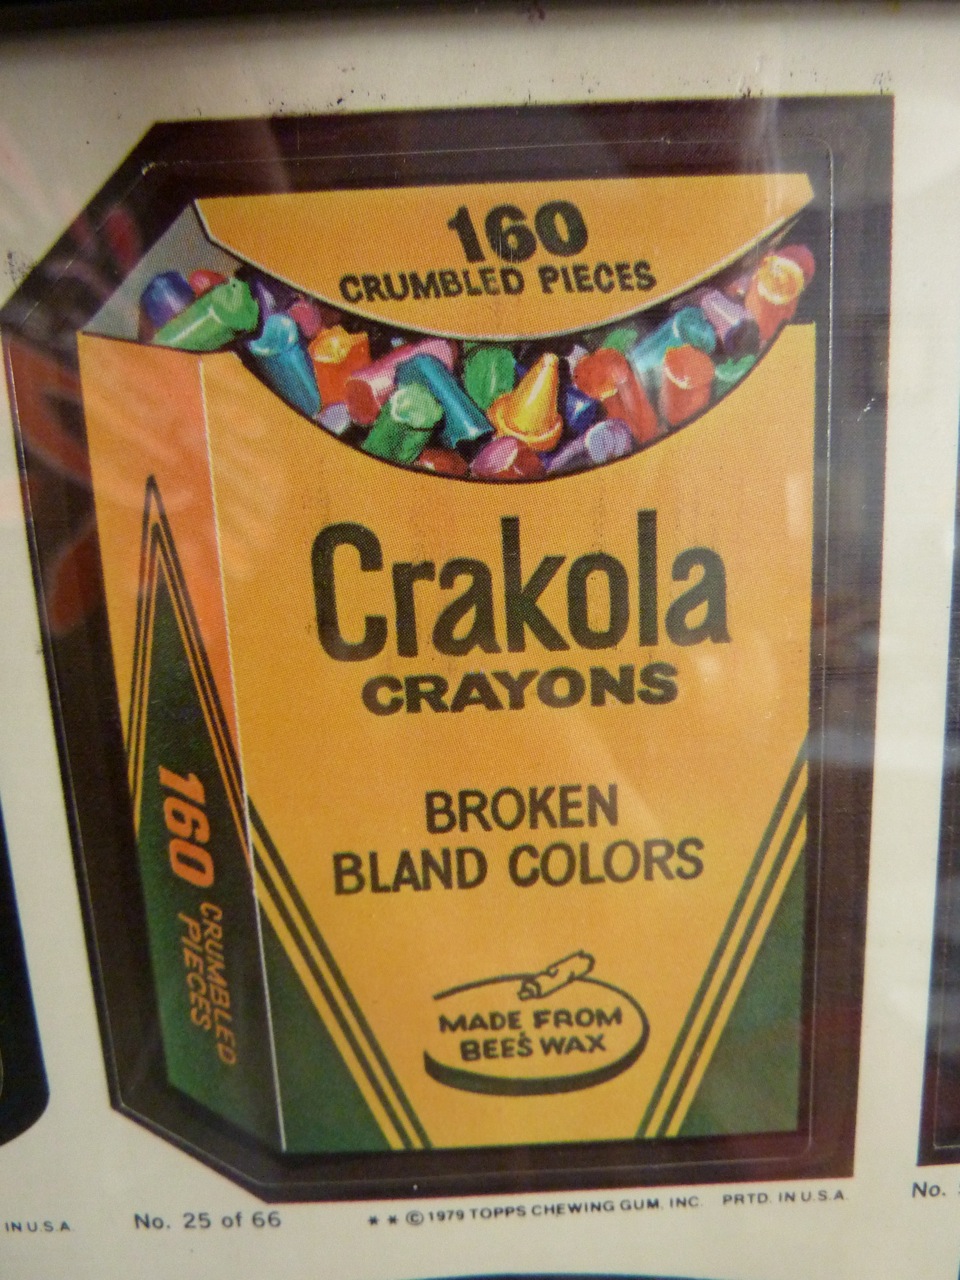 160
CRUMBLED PIECES
Crakola
CRAYONS
BROKEN
BLAND COLORS
MADE FROM
BEE'S WAX
160
CRUMBLED
PIECES
IN U.S.A.
No. 25 of 66
* * © 1979 TOPPS CHEWING GUM, INC. PRTD. IN U.S.A.
No.